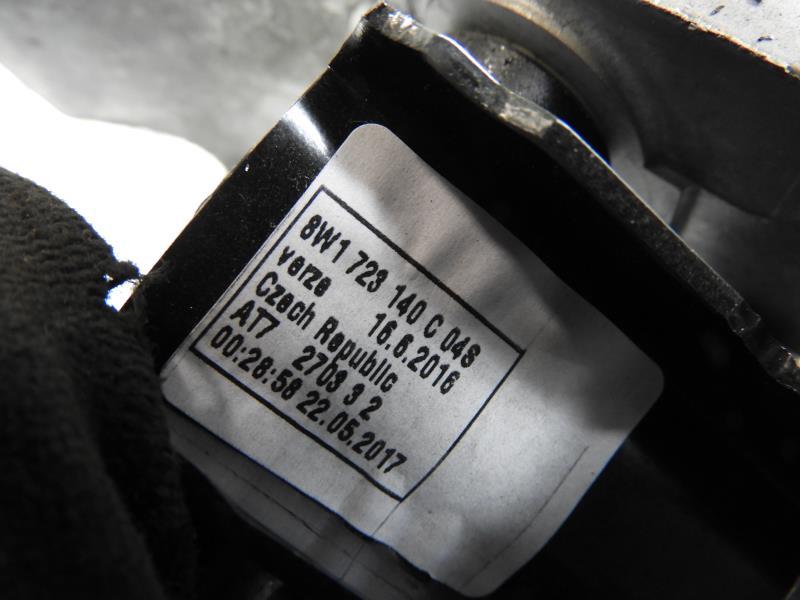 8W1 723 140 C 04S
verze 16.6.2016
Czech Republic
AT7 2703 3 2
00:28:58 22.05.2017